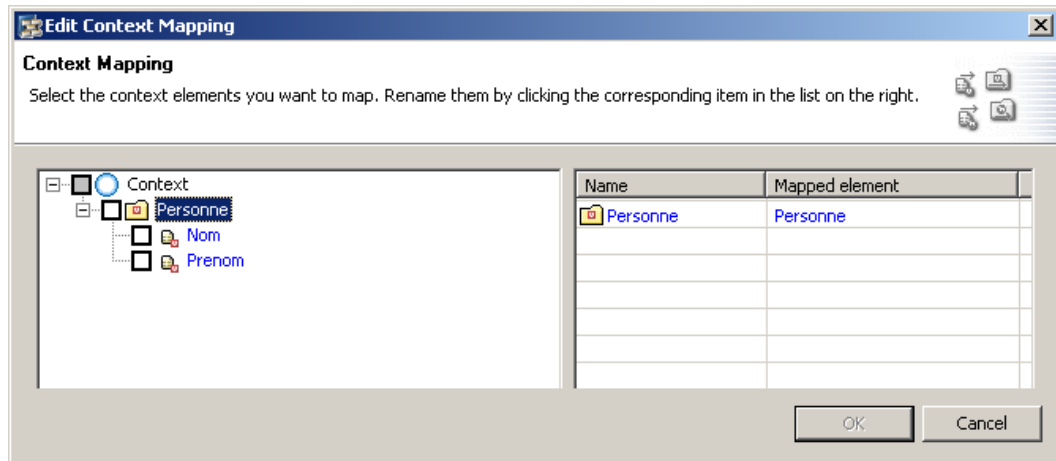 Edit Context Mapping
Context Mapping
Select the context elements you want to map. Rename them by clicking the corresponding item in the list on the right.
Context
Personne
Nom
Prenom
Name Mapped element
Personne Personne
OK Cancel